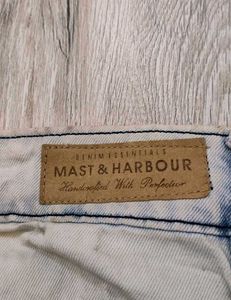 DENIM ESSENTIALS
MAST & HARBOUR
Handcrafted With Perfection